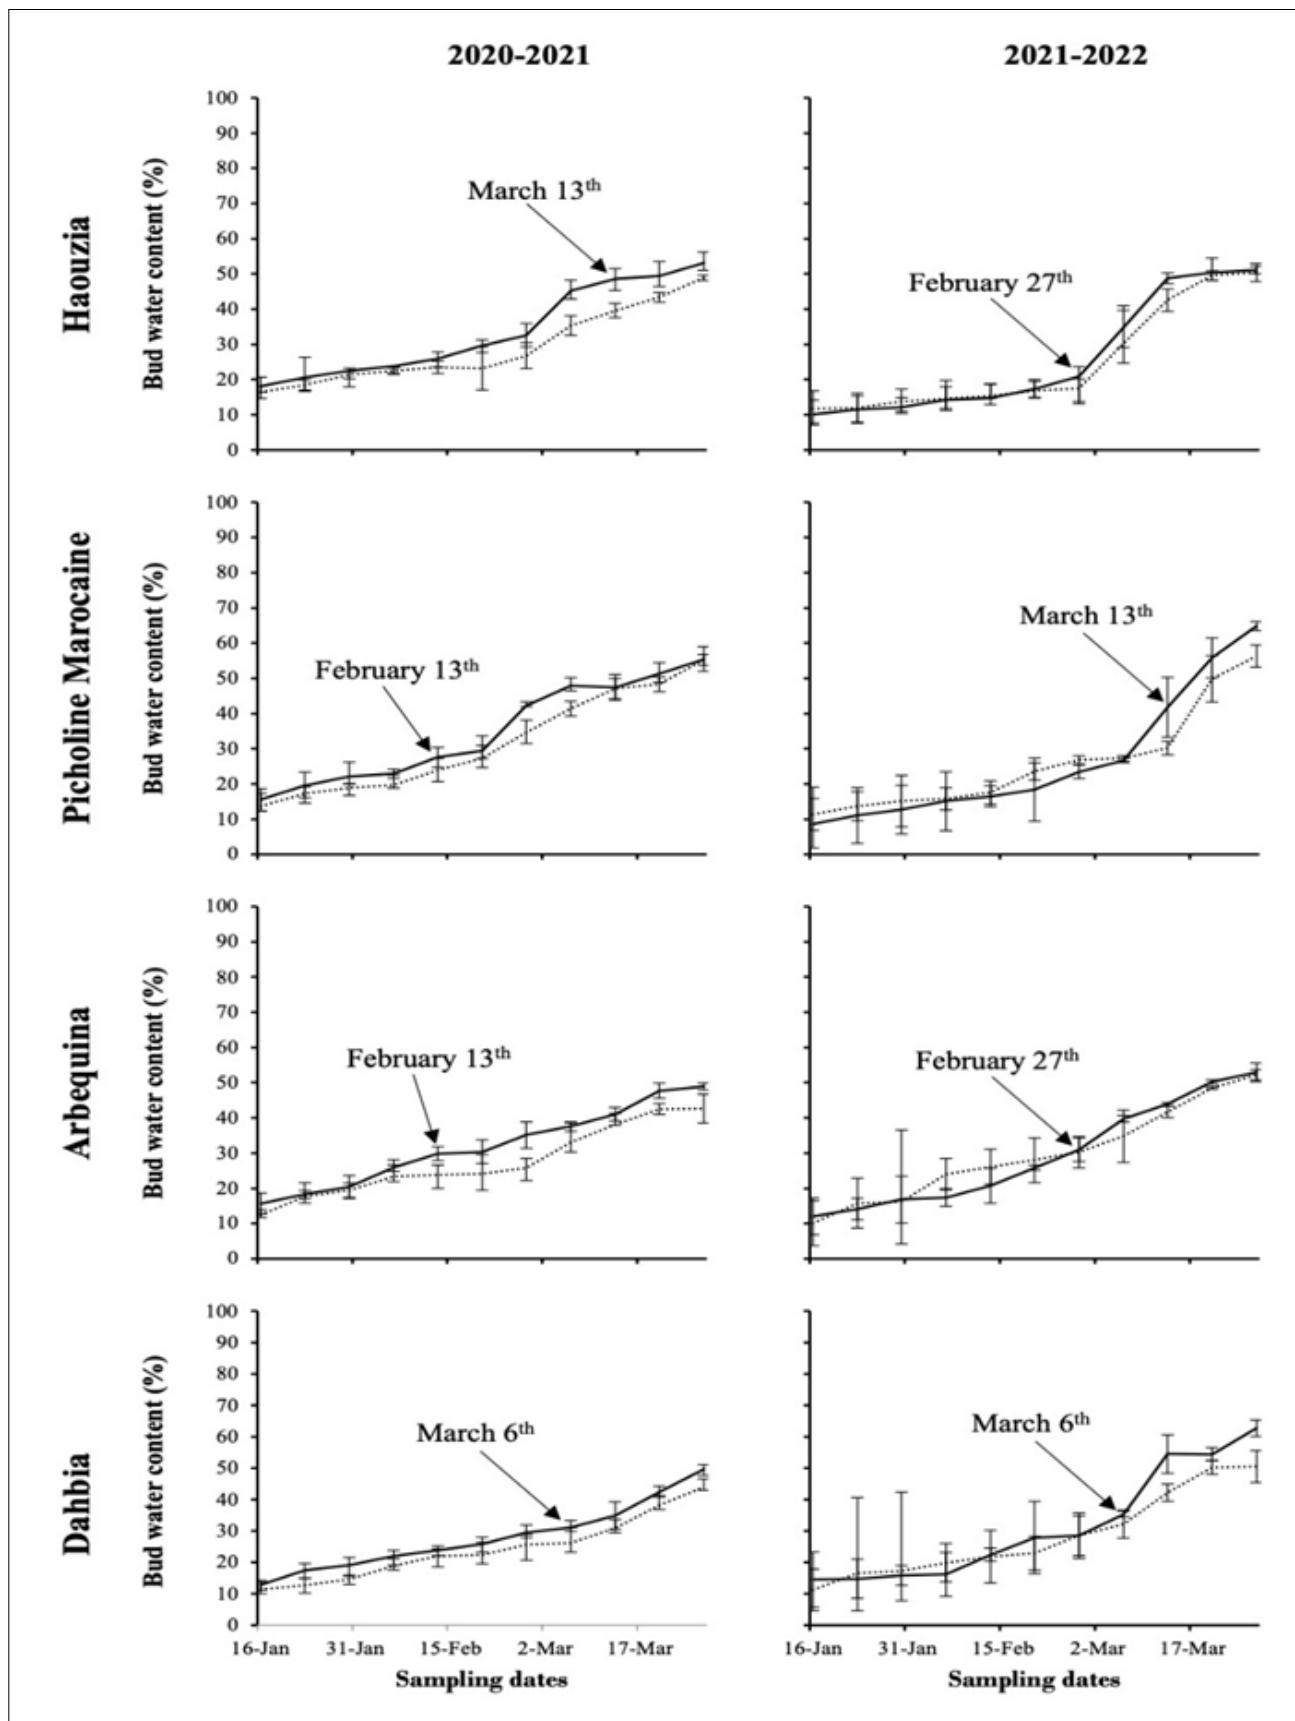 2020-2021
2021-2022
Haouzia
Bud water content (%)
100
90
80
70
60
50
40
30
20
10
0
March 13th
February 27th
Picholine Marocaine
Bud water content (%)
100
90
80
70
60
50
40
30
20
10
0
February 13th
March 13th
Arbequina
Bud water content (%)
100
90
80
70
60
50
40
30
20
10
0
February 13th
February 27th
Dahbia
Bud water content (%)
100
90
80
70
60
50
40
30
20
10
0
March 6th
March 6th
16-Jan 31-Jan 15-Feb 2-Mar 17-Mar
16-Jan 31-Jan 15-Feb 2-Mar 17-Mar
Sampling dates
Sampling dates